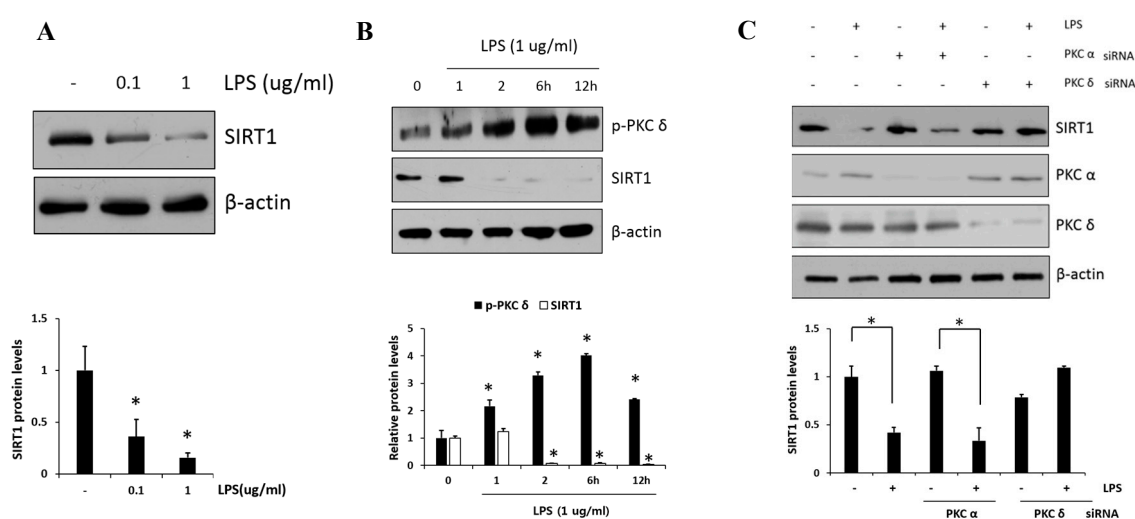 A
- 0.1 1 LPS (ug/ml)
SIRT1
β-actin
1.5
1
0.5
0
SIRT1 protein levels
*
*
- 0.1 1 LPS(ug/ml)
B
LPS (1 ug/ml)
0 1 2 6h 12h
p-PKC δ
SIRT1
β-actin
p-PKC δ SIRT1
5
4
3
2
1
0
Relative protein levels
* * * * * * *
0 1 2 6h 12h
LPS (1 ug/ml)
C
- + - + - + LPS
- - + + - - PKC α siRNA
- - - - + + PKC δ siRNA
SIRT1
PKC α
PKC δ
β-actin
1.5
1
0.5
0
SIRT1 protein levels
* *
- + - + - + LPS
PKC α PKC δ siRNA